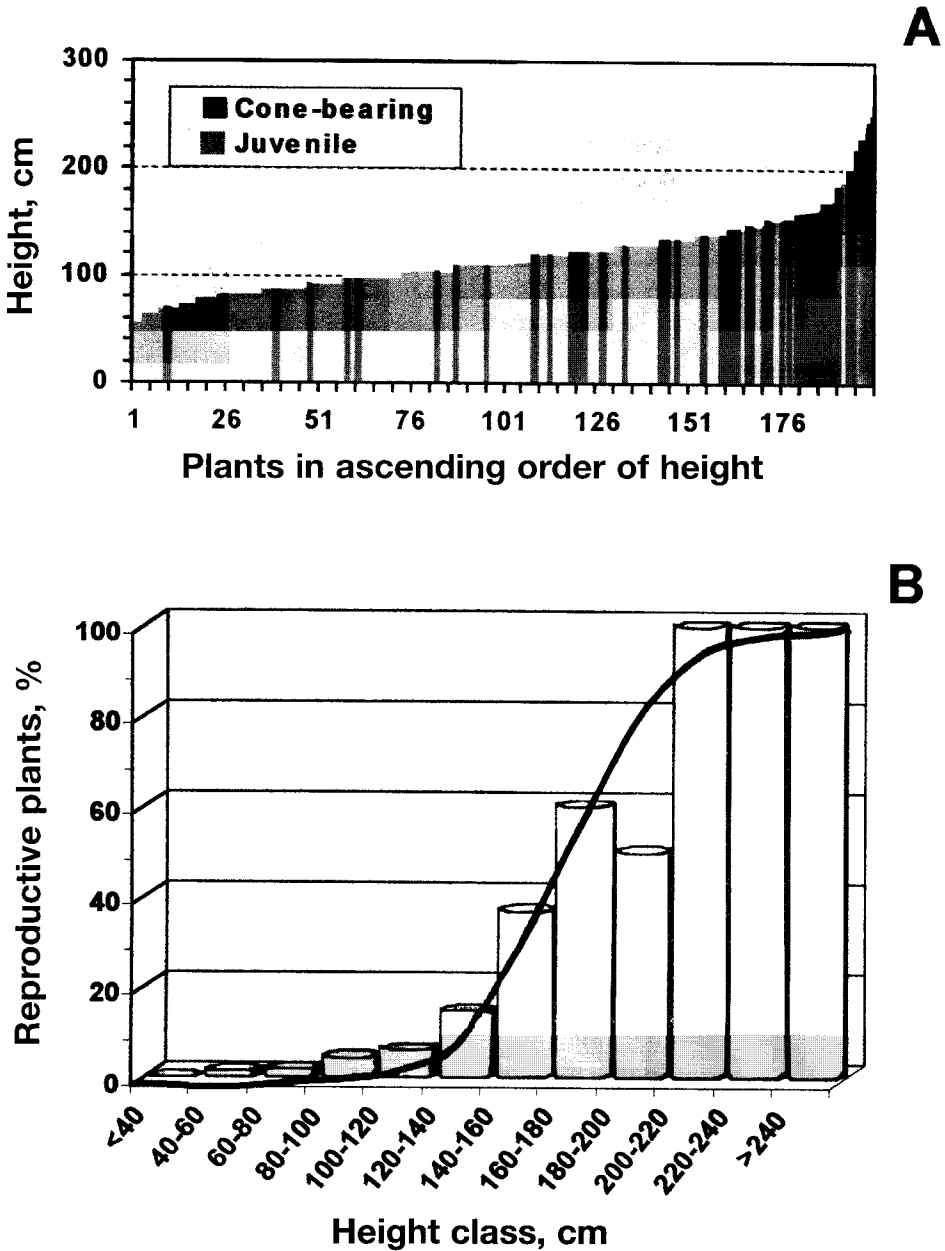 A
300
200
100
0
Height, cm
Cone-bearing
Juvenile
1 26 51 76 101 126 151 176
Plants in ascending order of height
B
100
80
60
40
20
0
Reproductive plants, %
<40 40-60 60-80 80-100 100-120 120-140 140-160 160-180 180-200 200-220 220-240 >240
Height class, cm